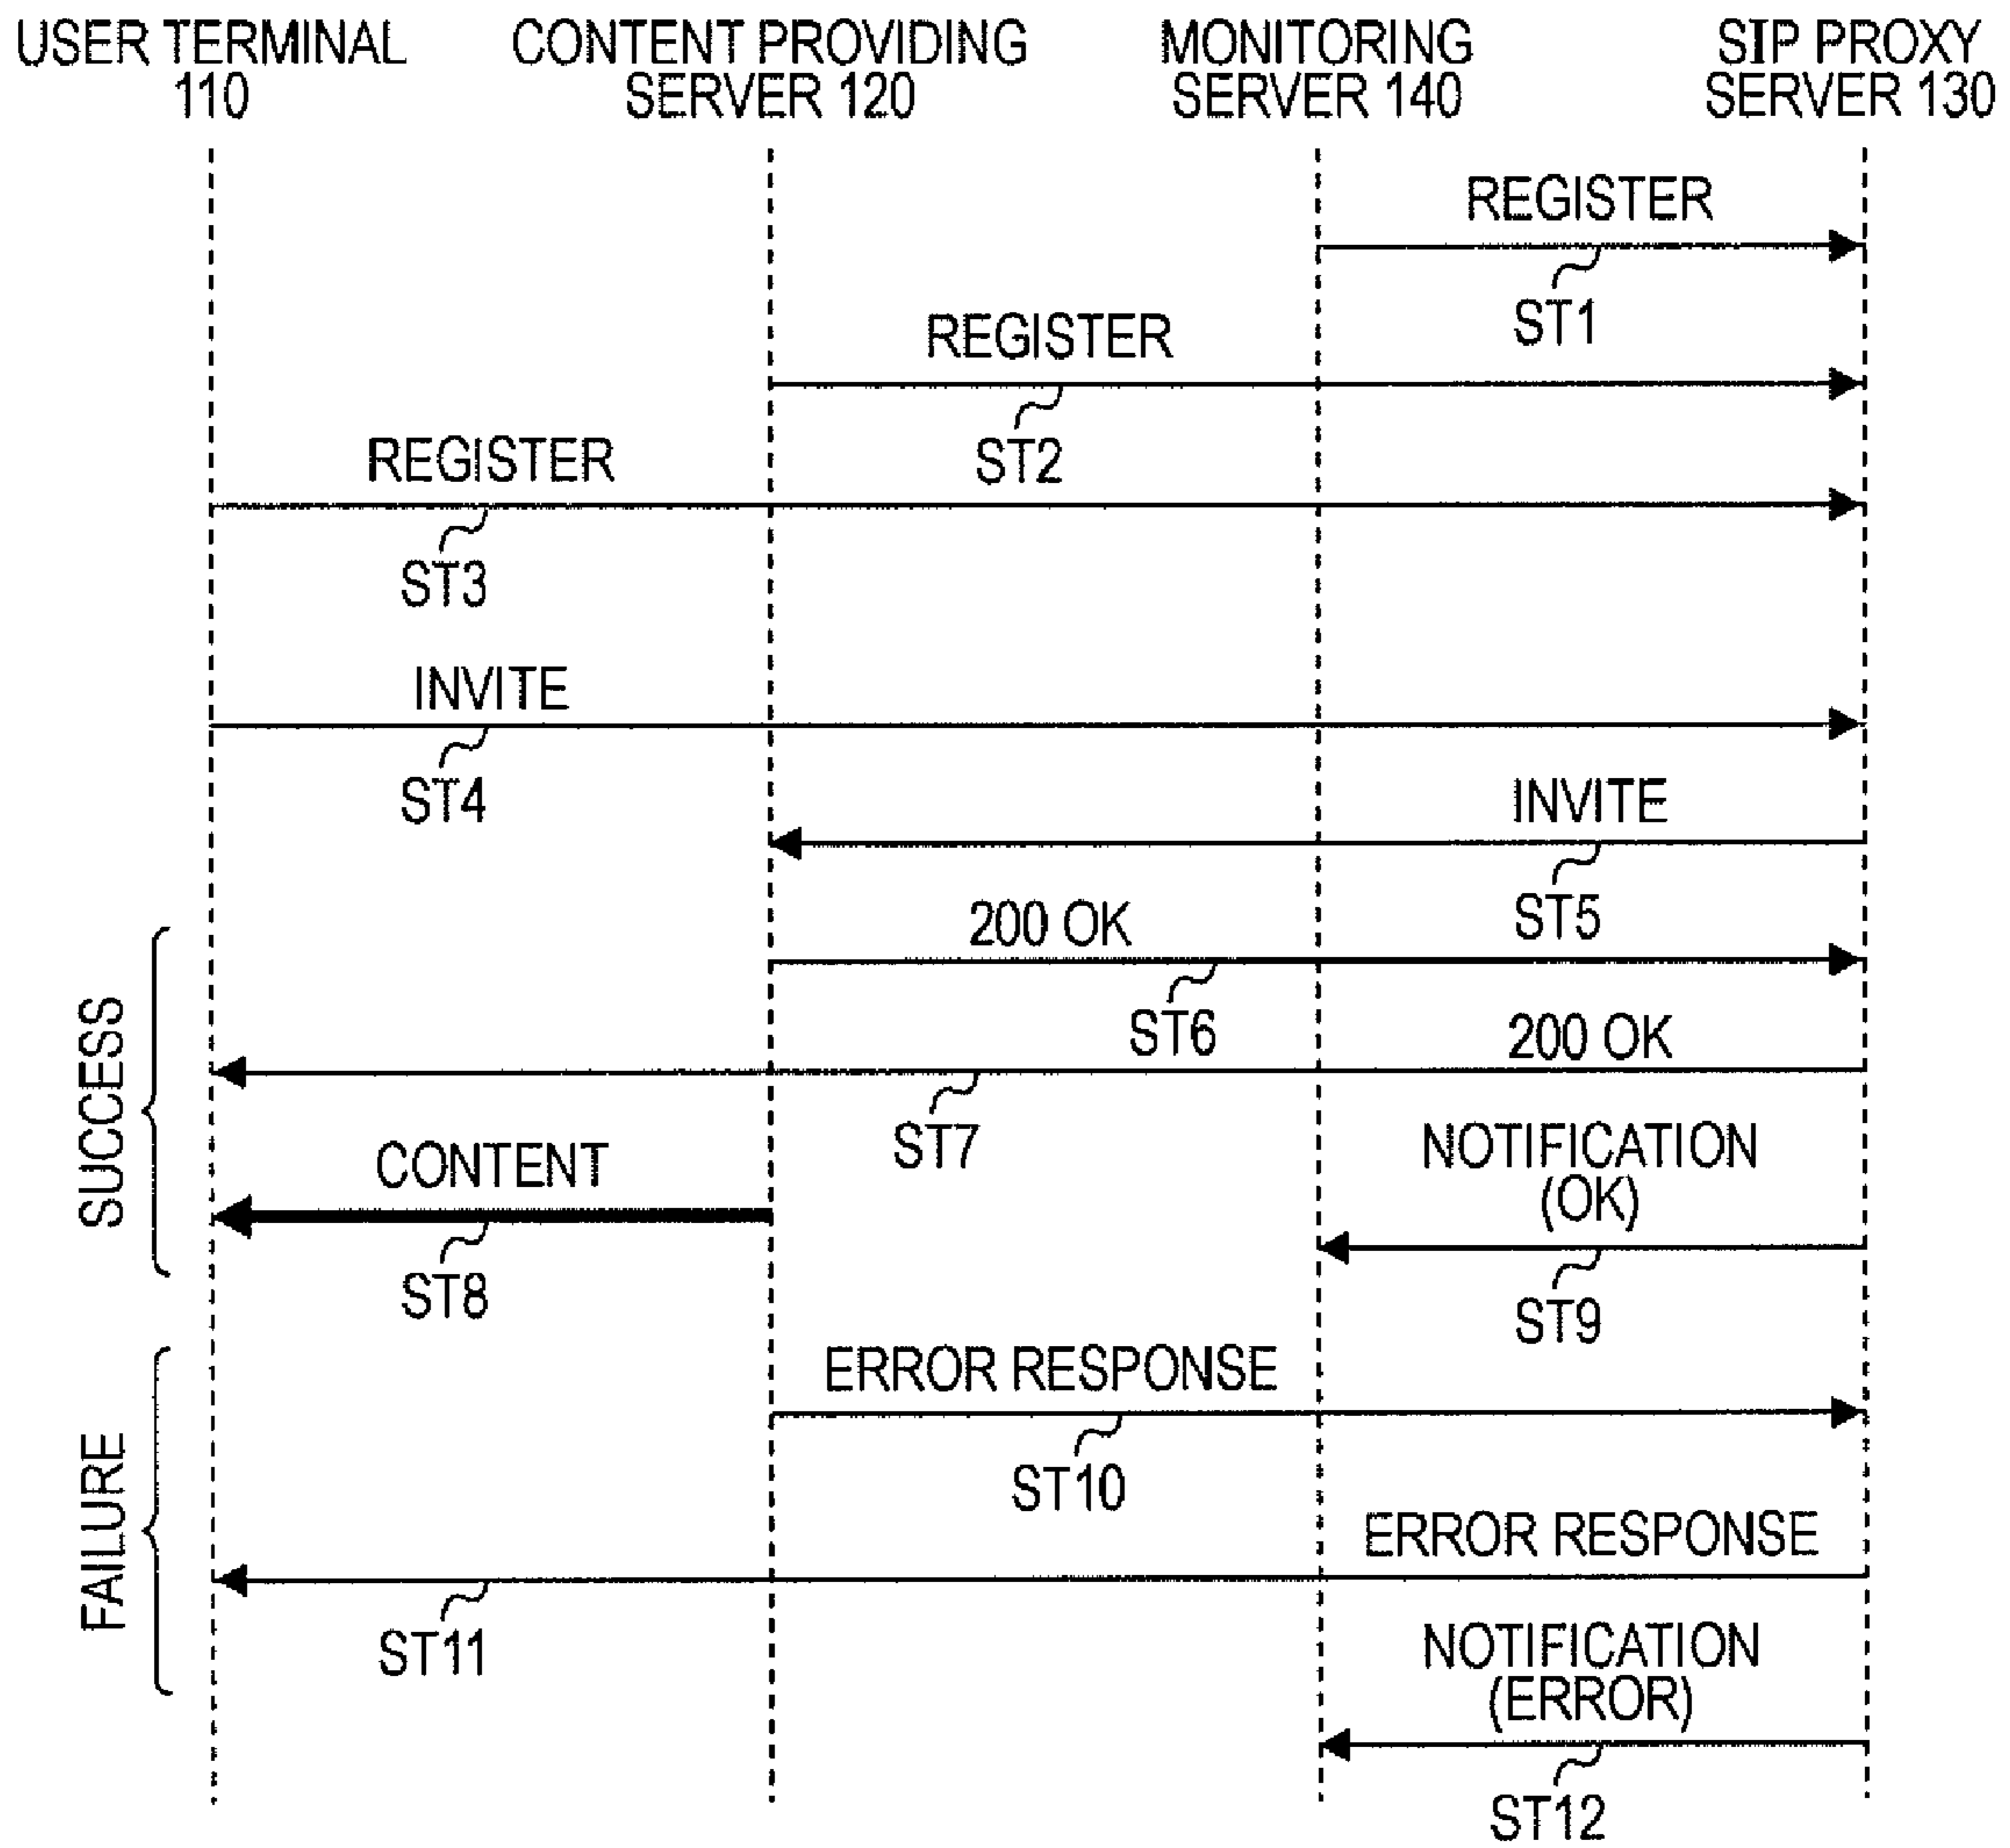 USER TERMINAL
110
CONTENT PROVIDING
SERVER 120
MONITORING
SERVER 140
SIP PROXY
SERVER 130
REGISTER
ST1
REGISTER
ST2
REGISTER
ST3
INVITE
ST4
INVITE
ST5
SUCCESS
200 OK
ST6
200 OK
ST7
CONTENT
ST8
NOTIFICATION
(OK)
ST9
FAILURE
ERROR RESPONSE
ST10
ERROR RESPONSE
ST11
NOTIFICATION
(ERROR)
ST12